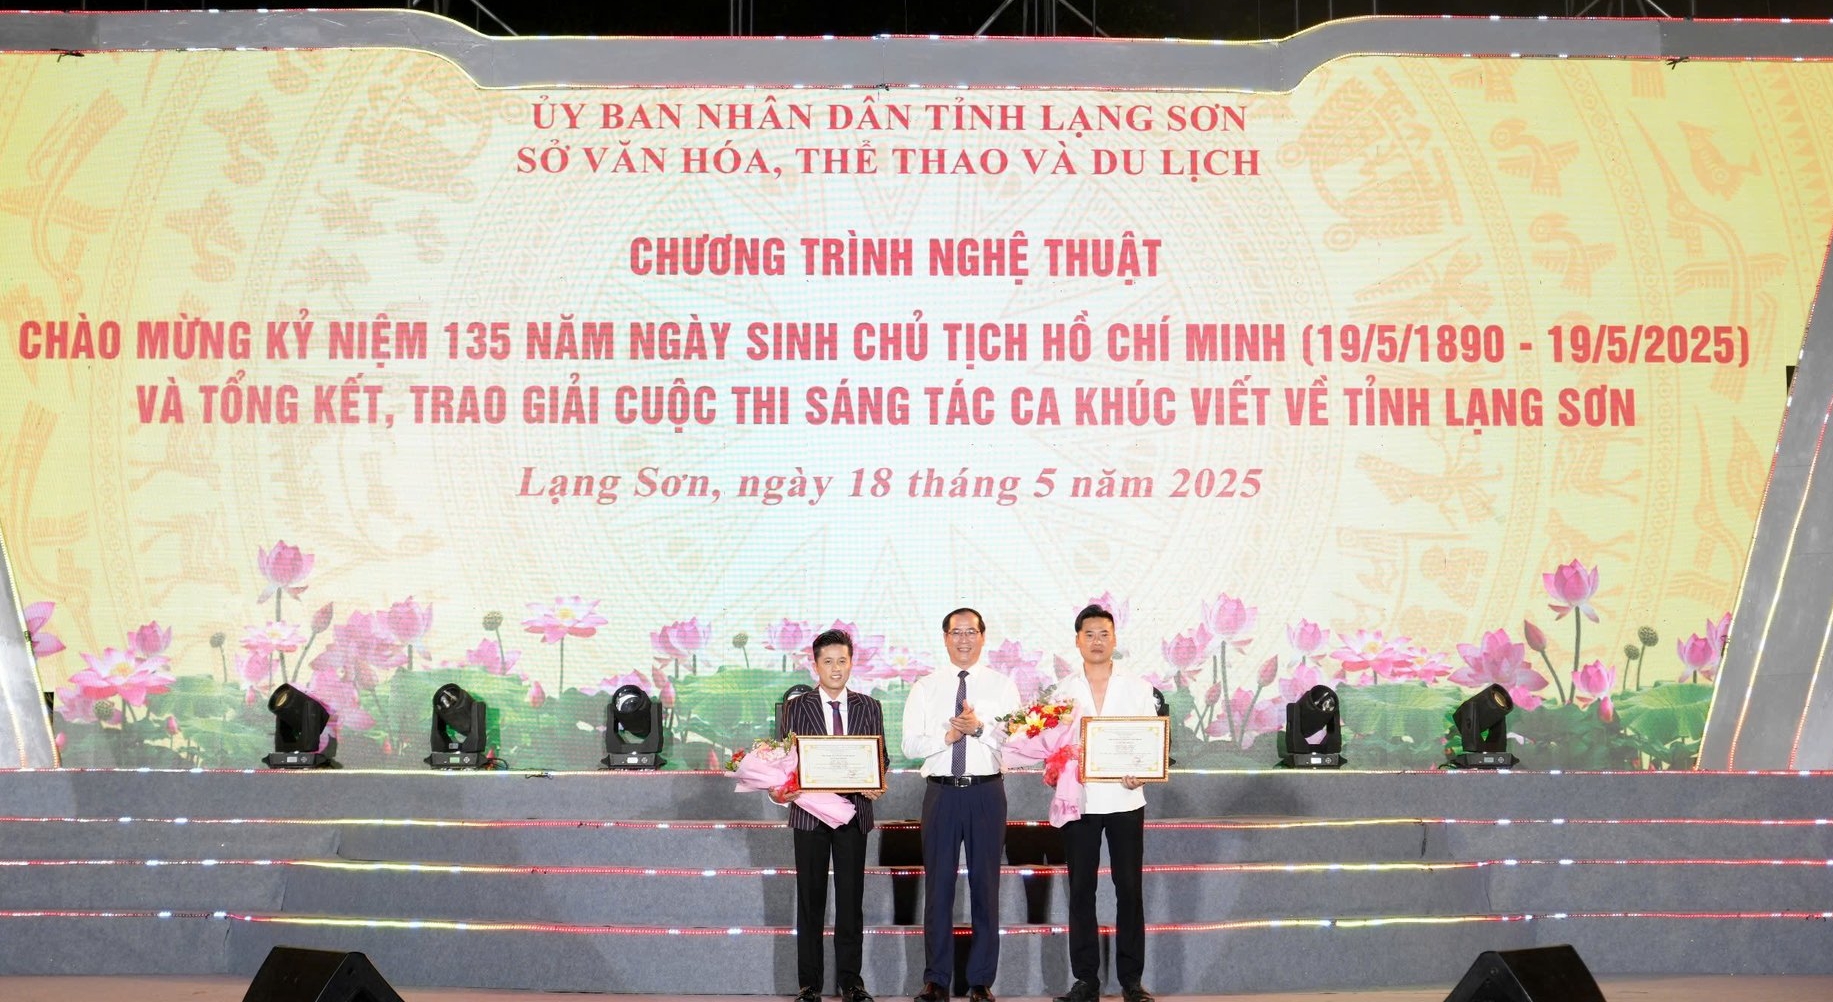 ỦY BAN NHÂN DÂN TỈNH LẠNG SƠN
SỞ VĂN HÓA, THỂ THAO VÀ DU LỊCH
CHƯƠNG TRÌNH NGHỆ THUẬT
CHÀO MỪNG KỶ NIỆM 135 NĂM NGÀY SINH CHỦ TỊCH HỒ CHÍ MINH (19/5/1890 - 19/5/2025)
VÀ TỔNG KẾT, TRAO GIẢI CUỘC THI SÁNG TÁC CA KHÚC VIẾT VỀ TỈNH LẠNG SƠN
Lạng Sơn, ngày 18 tháng 5 năm 2025